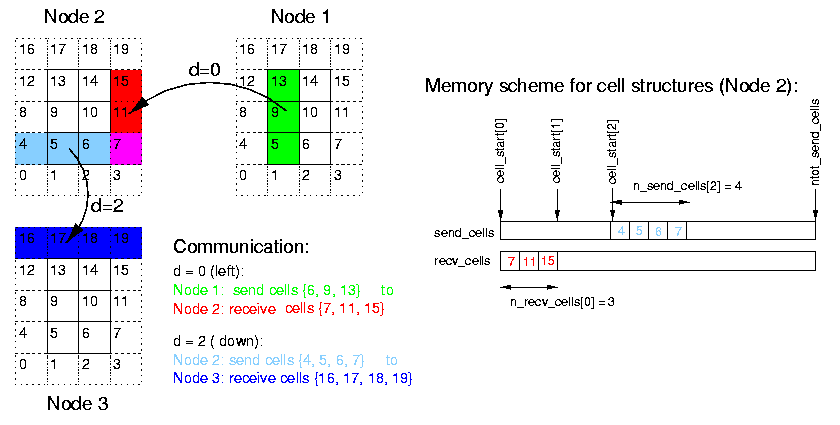 Node 2
Node 1
16 17 18 19
12 13 14 15
8 9 10 11
4 5 6 7
0 1 2 3
d=0
16 17 18 19
12 13 14 15
8 9 10 11
4 5 6 7
0 1 2 3
d=2
16 17 18 19
12 13 14 15
8 9 10 11
4 5 6 7
0 1 2 3
Node 3
Communication:
d = 0 (left):
Node 1: send cells {6, 9, 13} to
Node 2: receive cells {7, 11, 15}
d = 2 ( down):
Node 2: send cells {4, 5, 6, 7} to
Node 3: receive cells {16, 17, 18, 19}
Memory scheme for cell structures (Node 2):
cell_start[0]
cell_start[1]
cell_start[2]
ntot_send_cells
n_send_cells[2] = 4
send_cells
4 5 6 7
recv_cells
7 11 15
n_recv_cells[0] = 3